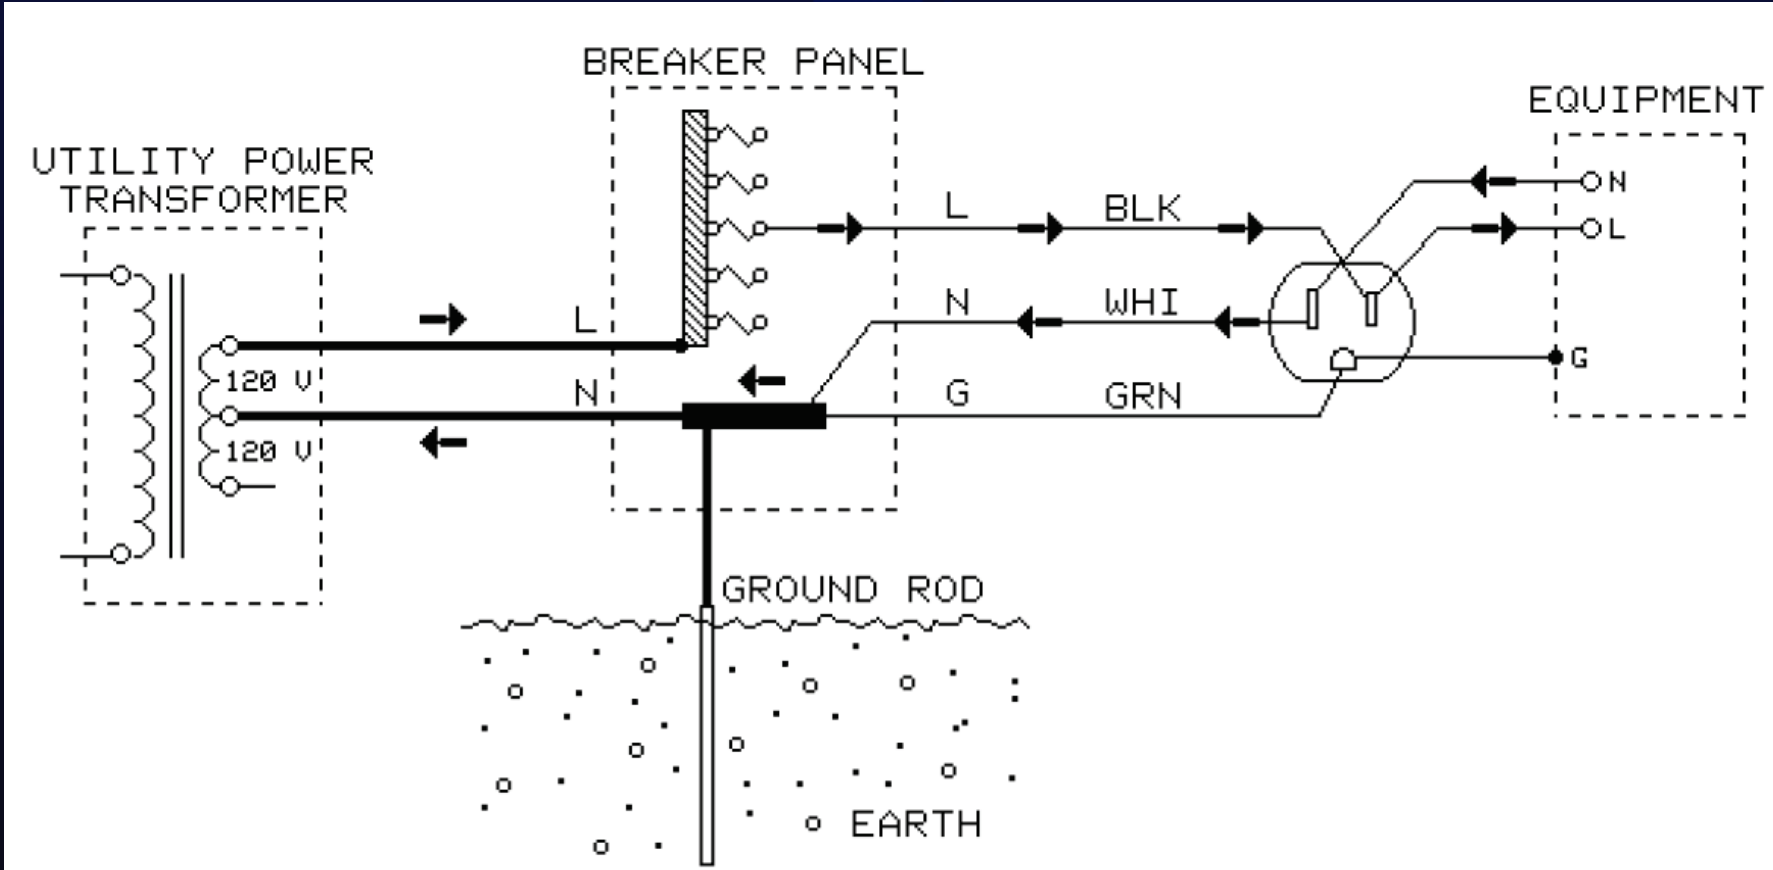 BREAKER PANEL
EQUIPMENT
UTILITY POWER
TRANSFORMER
N
L BLK
L
L
N WHI
G
120 V
N
G GRN
120 V
GROUND ROD
EARTH